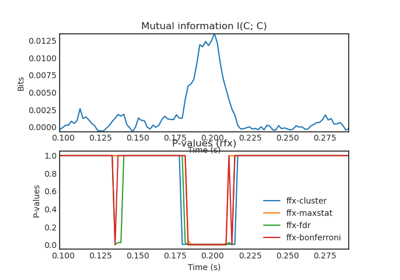 Mutual information I(C; C)
Bits
0.0125
0.0100
0.0075
0.0050
0.0025
0.0000
0.100 0.125 0.150 0.175 0.200 0.225 0.250 0.275
Time (s)
P-values (rfx)
P-values
1.0
0.8
0.6
0.4
0.2
0.0
ffx-cluster
ffx-maxstat
ffx-fdr
ffx-bonferroni
0.100 0.125 0.150 0.175 0.200 0.225 0.250 0.275
Time (s)